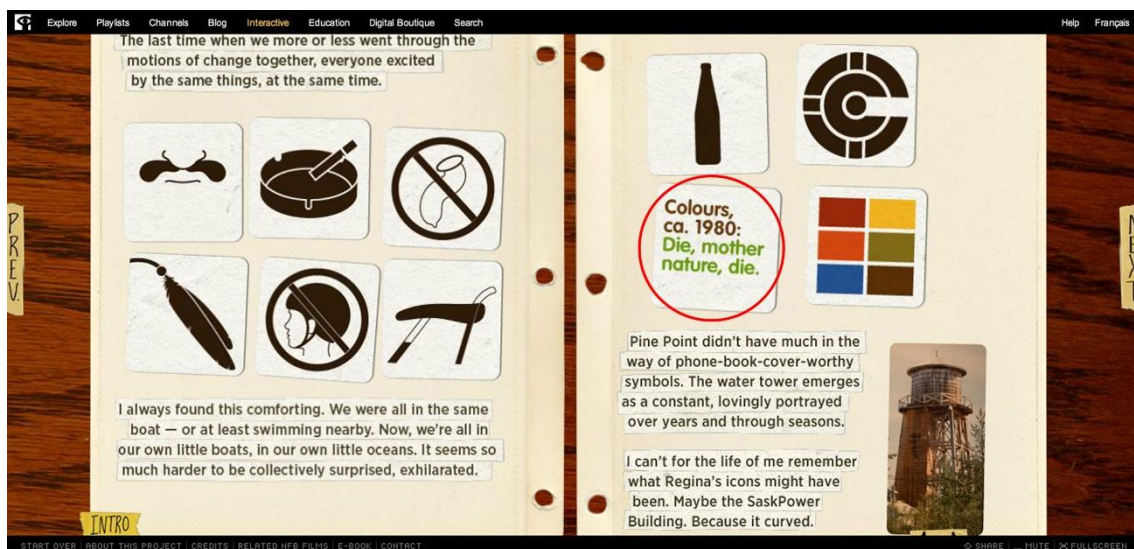 Explore Playlists Channels Blog Interactive Education Digital Boutique Search Help Français
The last time when we more or less went through the
motions of change together, everyone excited
by the same things, at the same time.
I always found this comforting. We were all in the same
boat — or at least swimming nearby. Now, we're all in
our own little boats, in our own little oceans. It seems so
much harder to be collectively surprised, exhilarated.
Colours,
ca. 1980:
Die, mother
nature, die.
Pine Point didn't have much in the
way of phone-book-cover-worthy
symbols. The water tower emerges
as a constant, lovingly portrayed
over years and through seasons.
I can't for the life of me remember
what Regina's icons might have
been. Maybe the SaskPower
Building. Because it curved.
PREV.
NEXT
INTRO
START OVER | ABOUT THIS PROJECT | CREDITS | RELATED NFB FILMS | E-BOOK | CONTACT SHARE MUTE FULLSCREEN